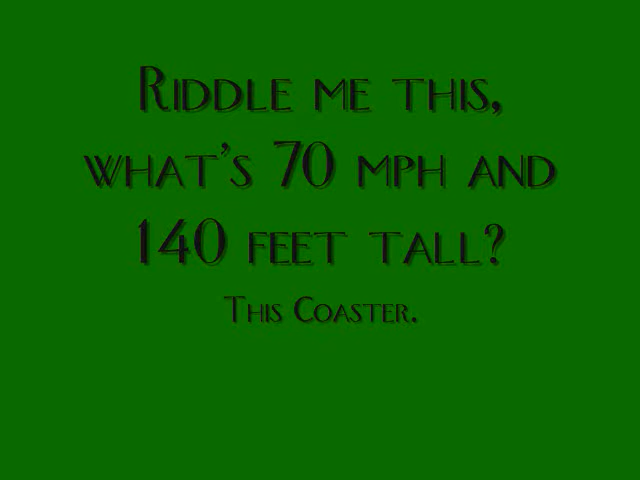 Riddle me this,
what's 70 mph and
140 feet tall?
This Coaster.